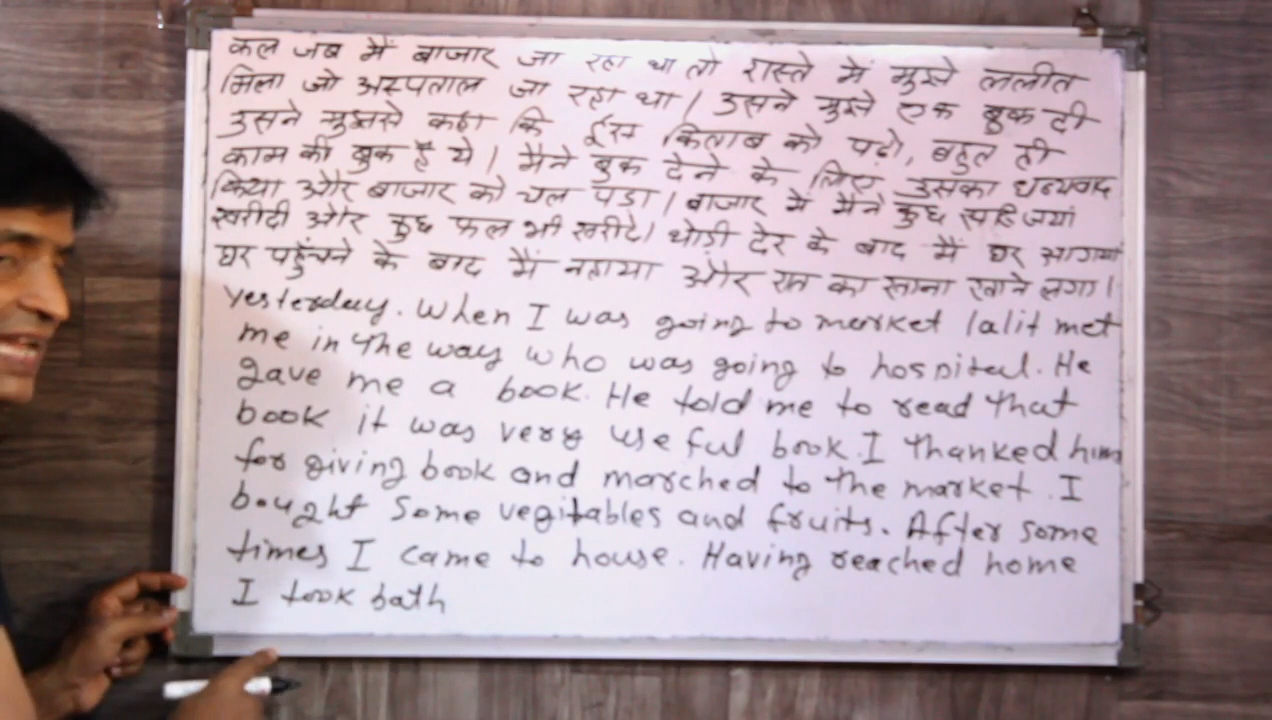 कल जब मैं बाजार जा रहा था तो रास्ते में मुझे ललीत
मिला जो अस्पताल जा रहा था। उसने मुझे एक बुक दी
उसने मुझसे कहा कि इस किताब को पढ़ो, बहुत ही
काम की बुक है ये। मैंने बुक देने के लिए उसका धन्यवाद
किया और बाजार को चल पडा। बाजार में मैंने कुछ सब्जियां
खरीदी और कुछ फल भी खरीदे। थोडी देर के बाद मैं घर आगया
घर पहुँचने के बाद मैं नहाया और रात का खाना खाने लगा।
Yesterday. When I was going to market lalit met
me in the way who was going to hospital. He
gave me a book. He told me to read that
book it was very useful book. I thanked him
for giving book and marched to the market. I
bought some vegitables and fruits. After some
times I came to house. Having reached home
I took bath